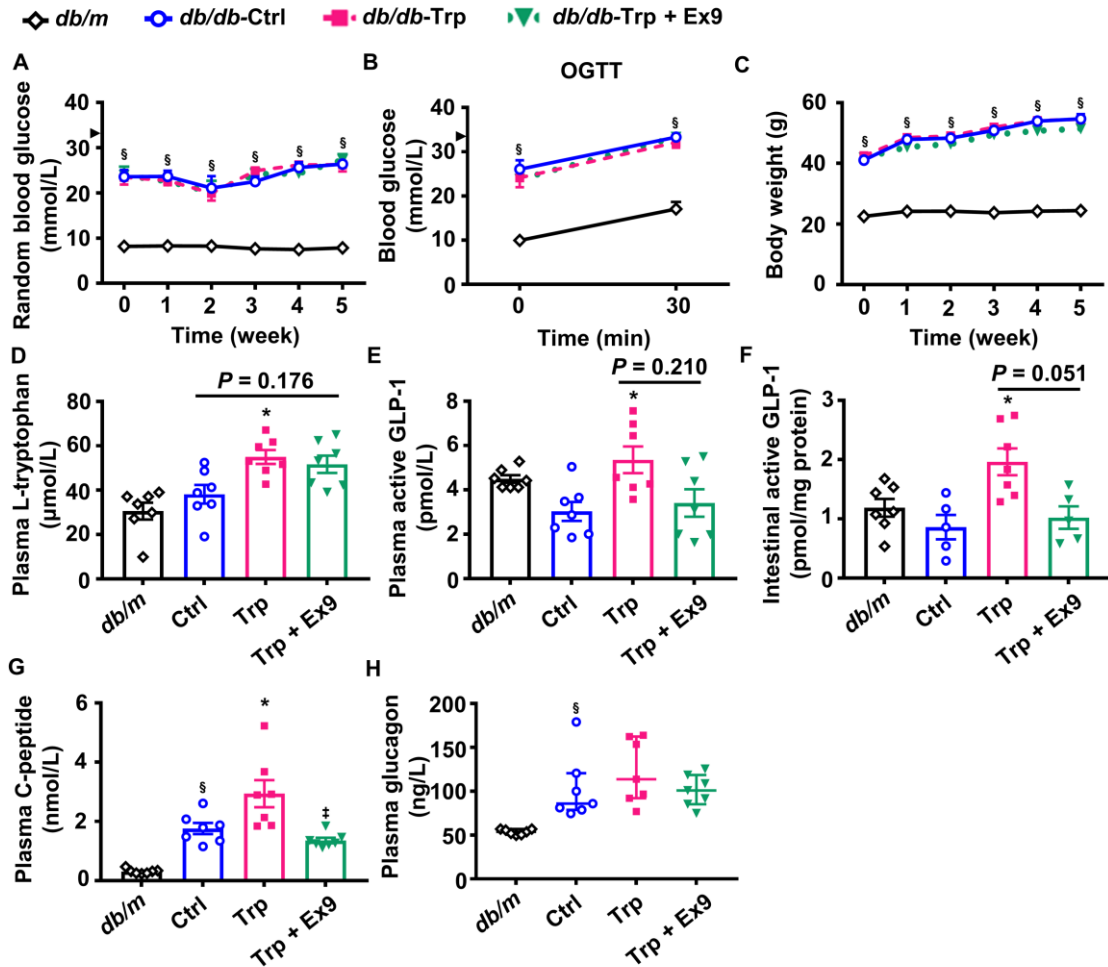 db/m db/db-Ctrl db/db-Trp db/db-Trp + Ex9
A
Random blood glucose
(mmol/L)
40
30
20
10
0
§ § § § § §
0 1 2 3 4 5
Time (week)
B
OGTT
Blood glucose
(mmol/L)
40
30
20
10
0
§ §
0 30
Time (min)
C
Body weight (g)
60
40
20
0
§ § § § § §
0 1 2 3 4 5
Time (week)
D
Plasma L-tryptophan
(μmol/L)
80
60
40
20
0
P = 0.176
*
db/m Ctrl Trp Trp + Ex9
E
Plasma active GLP-1
(pmol/L)
8
6
4
2
0
P = 0.210
*
db/m Ctrl Trp Trp + Ex9
F
Intestinal active GLP-1
(pmol/mg protein)
3
2
1
0
P = 0.051
*
db/m Ctrl Trp Trp + Ex9
G
Plasma C-peptide
(nmol/L)
6
4
2
0
§ * ‡
db/m Ctrl Trp Trp + Ex9
H
Plasma glucagon
(ng/L)
200
150
100
50
0
§
db/m Ctrl Trp Trp + Ex9